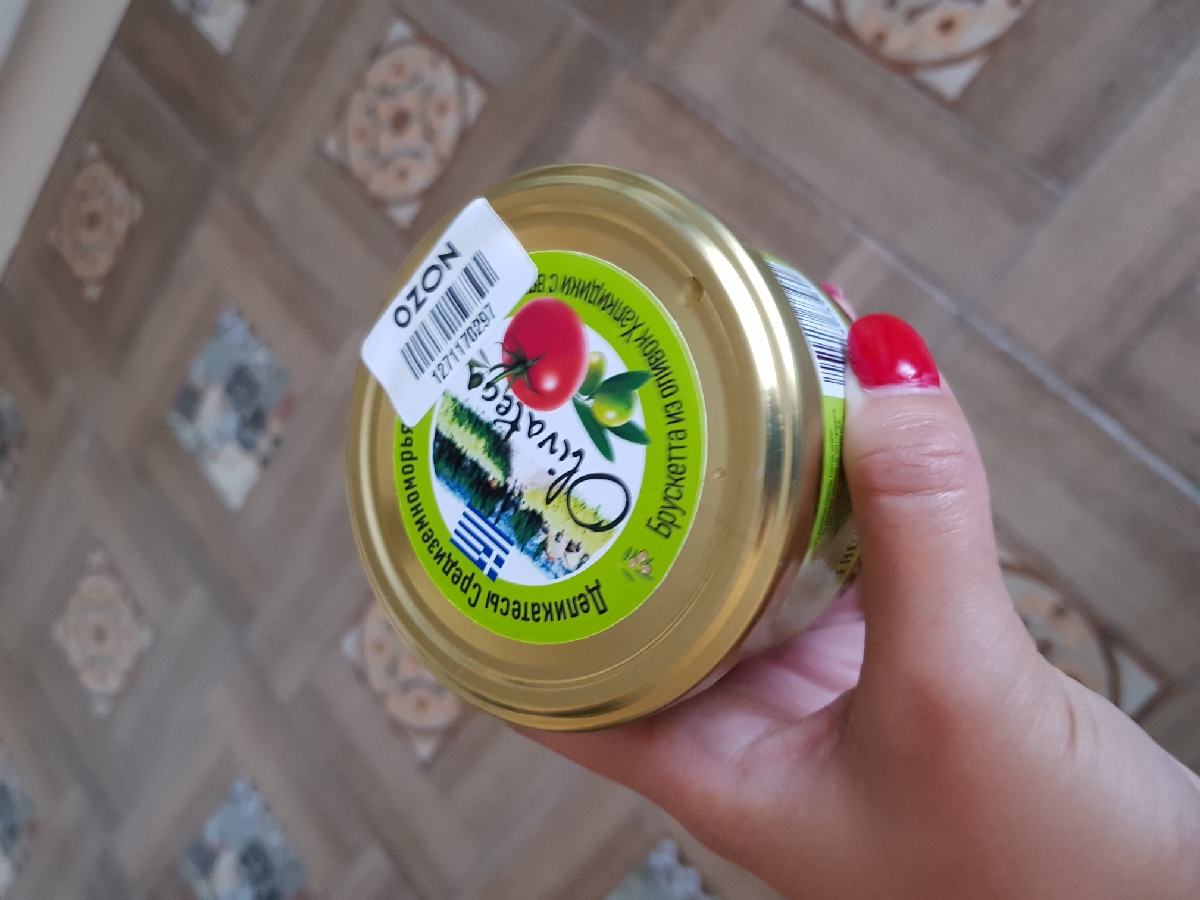 OZON
1271170297
Olivateca
Брускетта из оливок Халкидики с
Деликатесы Средиземноморья